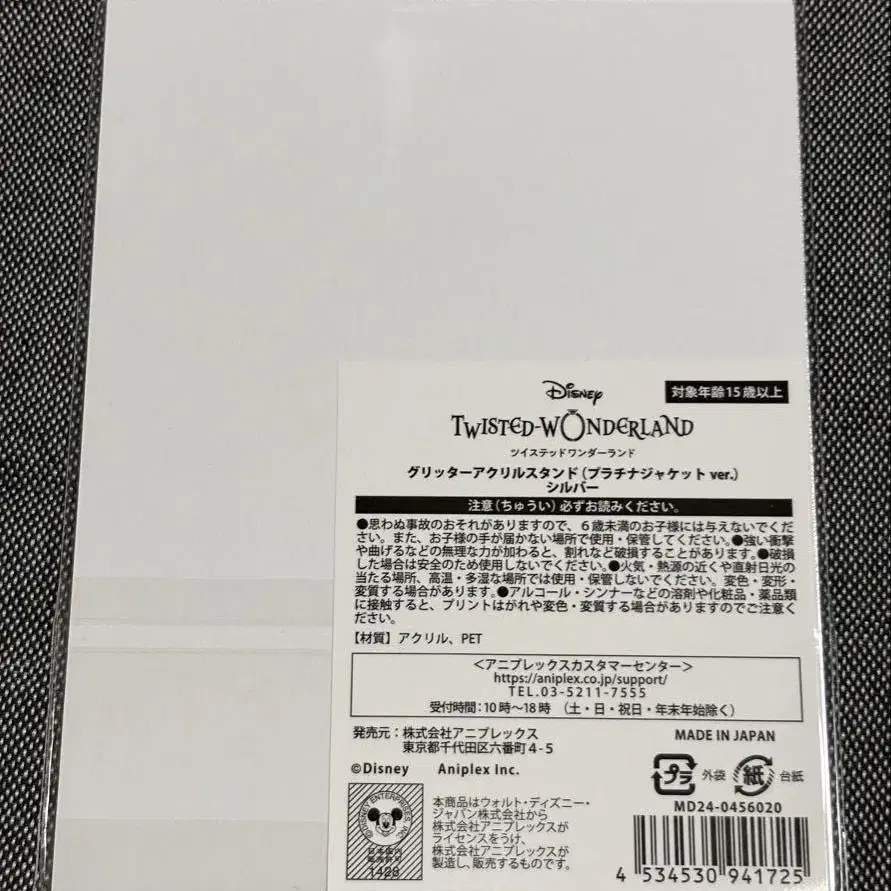 Disney
対象年齢15歳以上
TWISTED-WONDERLAND
ツイステッドワンダーランド
グリッターアクリルスタンド(プラチナジャケット ver.)
シルバー
注意(ちゅうい)必ずお読みください。
●思わぬ事故のおそれがありますので、6歳未満のお子様には与えないでくだ
さい。また、お子様の手が届かない場所で使用・保管してください。●強い衝撃
や曲げるなどの無理な力が加わると、割れなど破損することがあります。●破損
した場合は安全のため使用しないでください。●火気・熱源の近くや直射日光の
当たる場所、高温・多湿な場所では使用・保管しないでください。変色・変形・
変質する場合があります。●アルコール・シンナーなどの溶剤や化粧品・薬品類
に接触すると、プリントはがれや変色・変質する場合がありますのでご注意く
ださい。
【材質】アクリル、PET
<アニプレックスカスタマーセンター>
https://aniplex.co.jp/support/
TEL.03-5211-7555
受付時間:10時〜18時 (土・日・祝日・年末年始除く)
発売元:株式会社アニプレックス
東京都千代田区六番町4-5
MADE IN JAPAN
©Disney Aniplex Inc.
プラ 外袋 紙 台紙
MD24-0456020
©DISNEY ENTERPRISES INC.
日本国内
販売許可
1428
本商品はウォルト・ディズニー・
ジャパン株式会社から
株式会社アニプレックスが
ライセンスをうけ、
株式会社アニプレックスが
製造し、販売するものです。
4 534530 941725